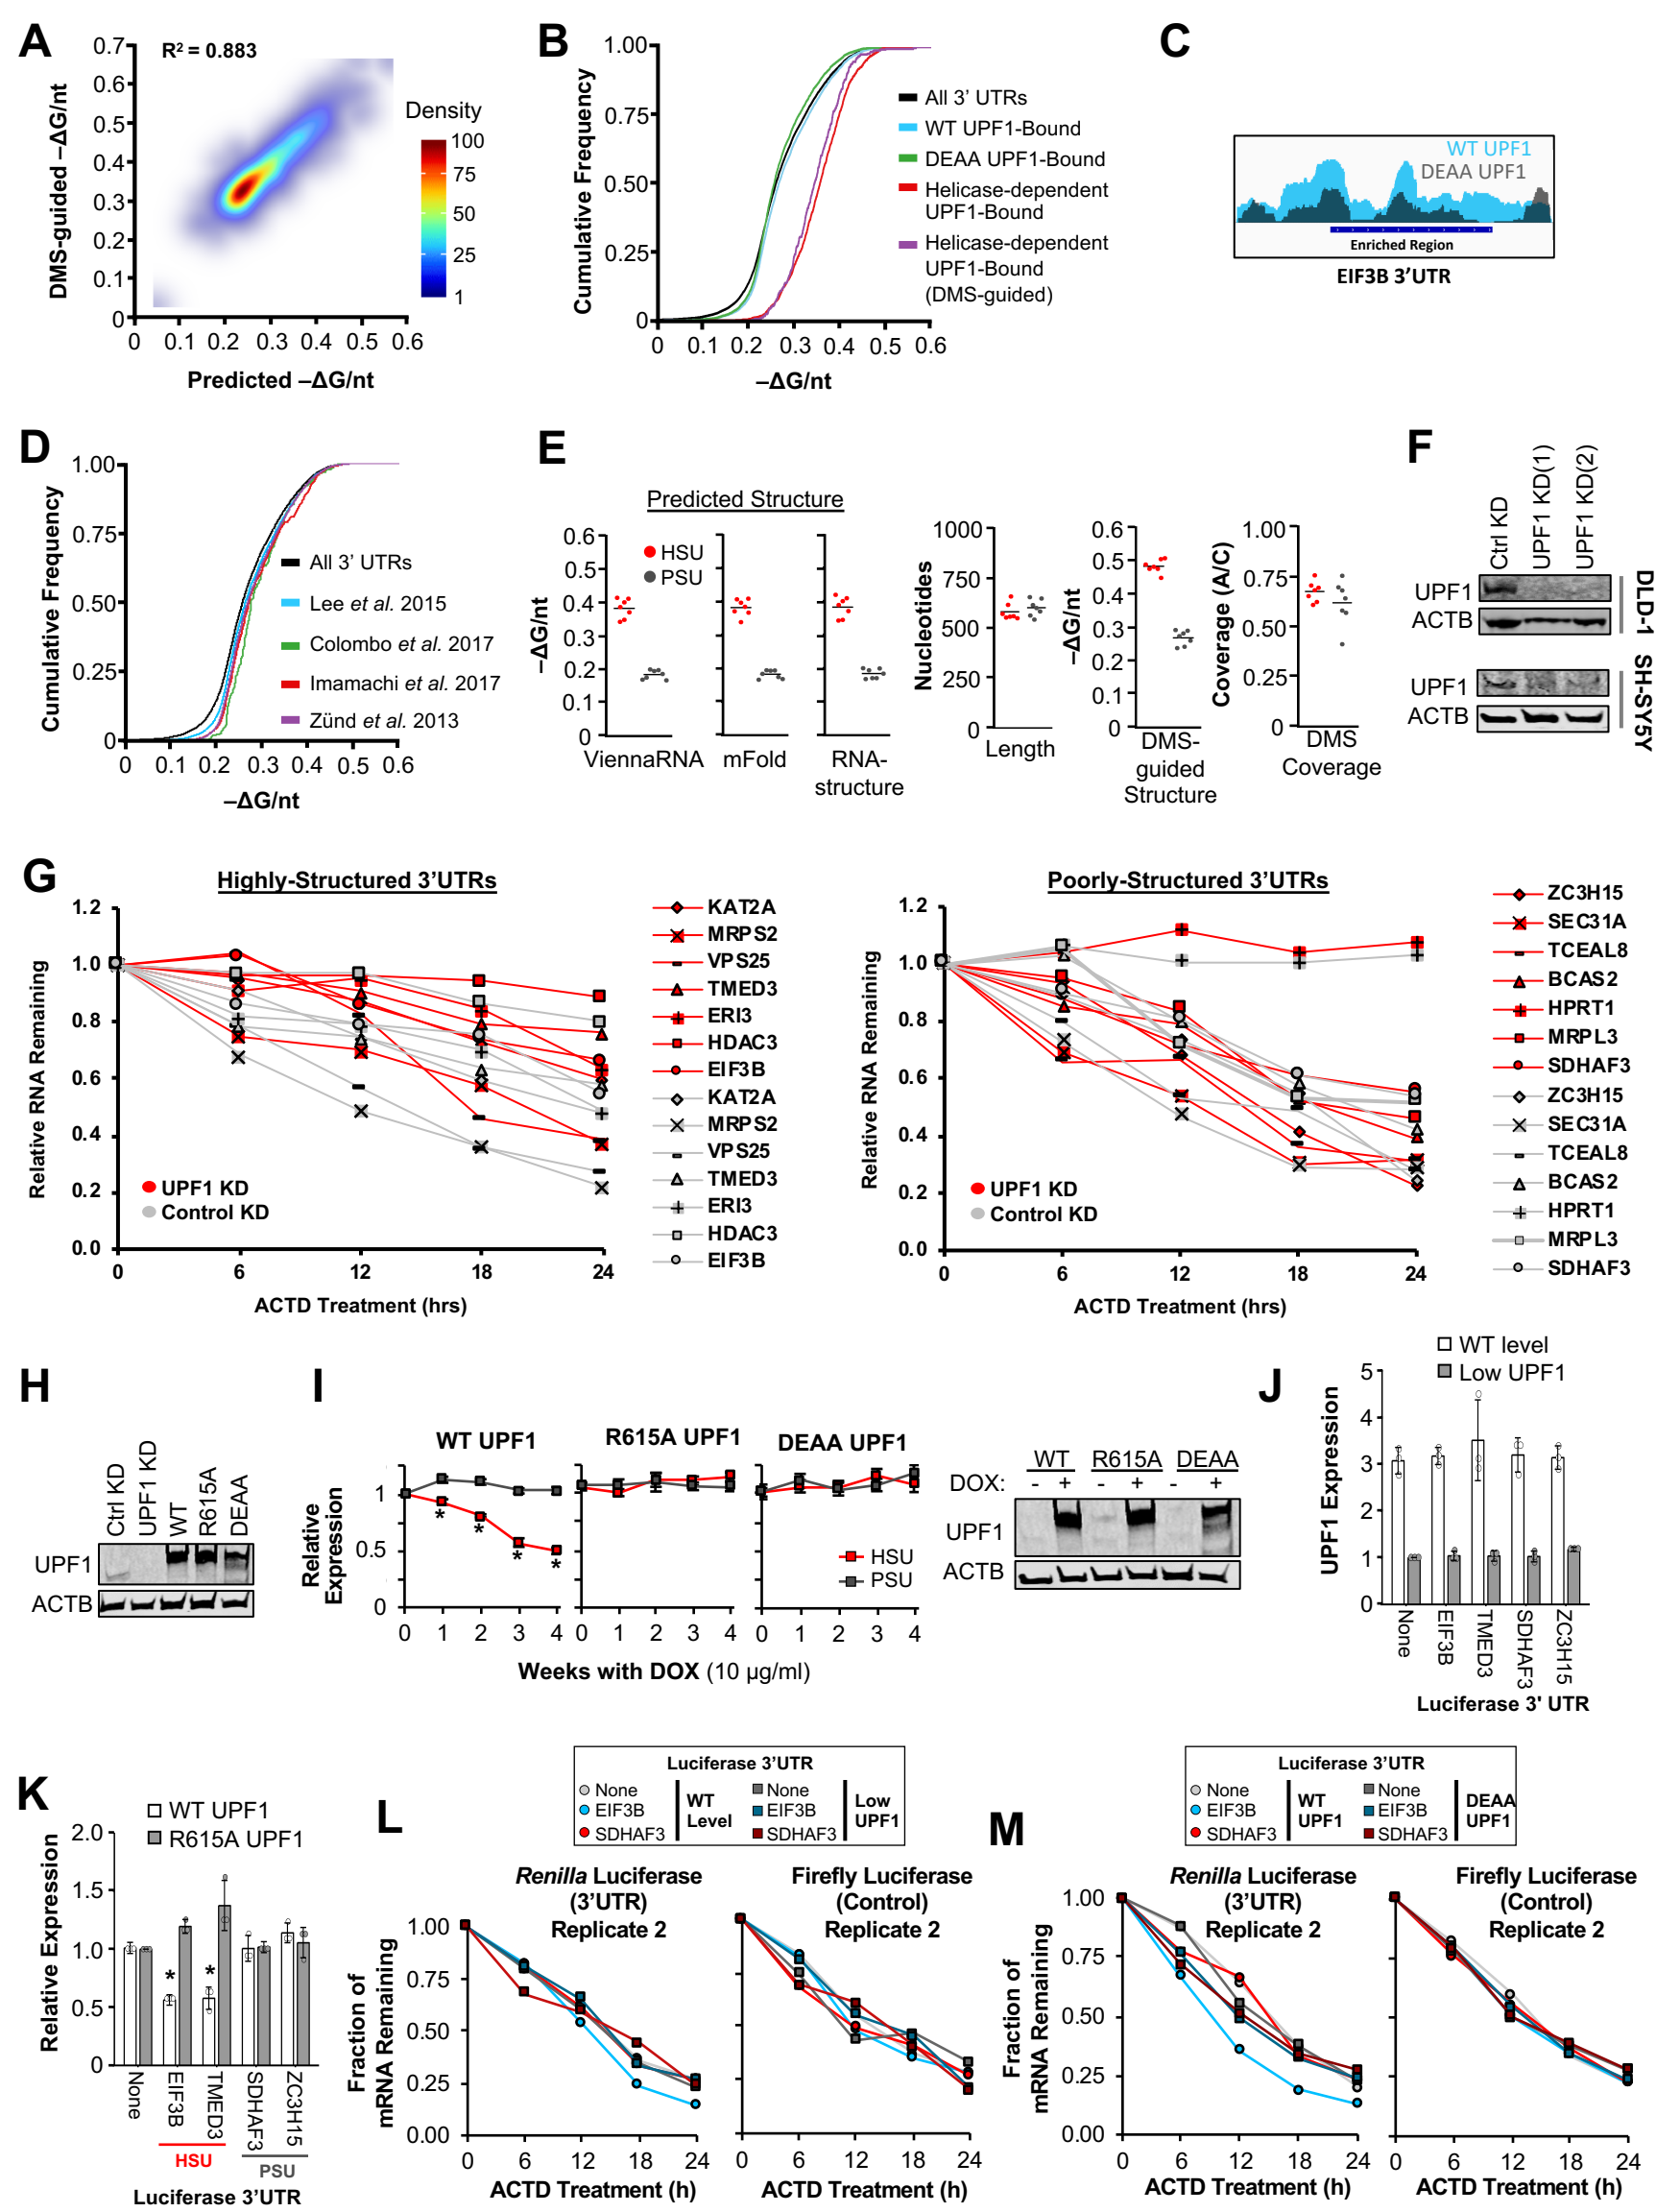 A
R² = 0.883
DMS-guided –ΔG/nt
0.7
0.6
0.5
0.4
0.3
0.2
0.1
0
0 0.1 0.2 0.3 0.4 0.5 0.6
Predicted –ΔG/nt
Density
100
75
50
25
1
B
Cumulative Frequency
1.00
0.75
0.50
0.25
0
0 0.1 0.2 0.3 0.4 0.5 0.6
–ΔG/nt
All 3' UTRs
WT UPF1-Bound
DEAA UPF1-Bound
Helicase-dependent
UPF1-Bound
Helicase-dependent
UPF1-Bound
(DMS-guided)
C
WT UPF1
DEAA UPF1
Enriched Region
EIF3B 3'UTR
D
Cumulative Frequency
1.00
0.75
0.50
0.25
0
0 0.1 0.2 0.3 0.4 0.5 0.6
–ΔG/nt
All 3' UTRs
Lee et al. 2015
Colombo et al. 2017
Imamachi et al. 2017
Zünd et al. 2013
E
Predicted Structure
–ΔG/nt
0.6
0.5
0.4
0.3
0.2
0.1
0
HSU
PSU
ViennaRNA
mFold
RNA-
structure
Nucleotides
1000
750
500
250
0
Length
–ΔG/nt
0.6
0.5
0.4
0.3
0.2
0.1
0
DMS-
guided
Structure
Coverage (A/C)
1.00
0.75
0.50
0.25
0
DMS
Coverage
F
Ctrl KD
UPF1 KD(1)
UPF1 KD(2)
UPF1
ACTB
DLD-1
UPF1
ACTB
SH-SY5Y
G
Highly-Structured 3'UTRs
Relative RNA Remaining
1.2
1.0
0.8
0.6
0.4
0.2
0.0
0 6 12 18 24
ACTD Treatment (hrs)
UPF1 KD
Control KD
KAT2A
MRPS2
VPS25
TMED3
ERI3
HDAC3
EIF3B
KAT2A
MRPS2
VPS25
TMED3
ERI3
HDAC3
EIF3B
Poorly-Structured 3'UTRs
Relative RNA Remaining
1.2
1.0
0.8
0.6
0.4
0.2
0.0
0 6 12 18 24
ACTD Treatment (hrs)
UPF1 KD
Control KD
ZC3H15
SEC31A
TCEAL8
BCAS2
HPRT1
MRPL3
SDHAF3
ZC3H15
SEC31A
TCEAL8
BCAS2
HPRT1
MRPL3
SDHAF3
H
Ctrl KD
UPF1 KD
WT
R615A
DEAA
UPF1
ACTB
I
WT UPF1
R615A UPF1
DEAA UPF1
Relative
Expression
1
0.5
0
* * * *
HSU
PSU
0 1 2 3 4
0 1 2 3 4
0 1 2 3 4
Weeks with DOX (10 µg/ml)
WT R615A DEAA
DOX: - + - + - +
UPF1
ACTB
J
WT level
Low UPF1
UPF1 Expression
5
4
3
2
1
0
None
EIF3B
TMED3
SDHAF3
ZC3H15
Luciferase 3' UTR
K
WT UPF1
R615A UPF1
Relative Expression
2.0
1.5
1.0
0.5
0
* *
None
EIF3B
TMED3
SDHAF3
ZC3H15
HSU
PSU
Luciferase 3'UTR
L
Luciferase 3'UTR
None
EIF3B
SDHAF3
WT
Level
None
EIF3B
SDHAF3
Low
UPF1
Renilla Luciferase
(3'UTR)
Replicate 2
Firefly Luciferase
(Control)
Replicate 2
Fraction of
mRNA Remaining
1.00
0.75
0.50
0.25
0.00
0 6 12 18 24
0 6 12 18 24
ACTD Treatment (h)
ACTD Treatment (h)
M
Luciferase 3'UTR
None
EIF3B
SDHAF3
WT
UPF1
None
EIF3B
SDHAF3
DEAA
UPF1
Renilla Luciferase
(3'UTR)
Replicate 2
Firefly Luciferase
(Control)
Replicate 2
Fraction of
mRNA Remaining
1.00
0.75
0.50
0.25
0.00
0 6 12 18 24
0 6 12 18 24
ACTD Treatment (h)
ACTD Treatment (h)